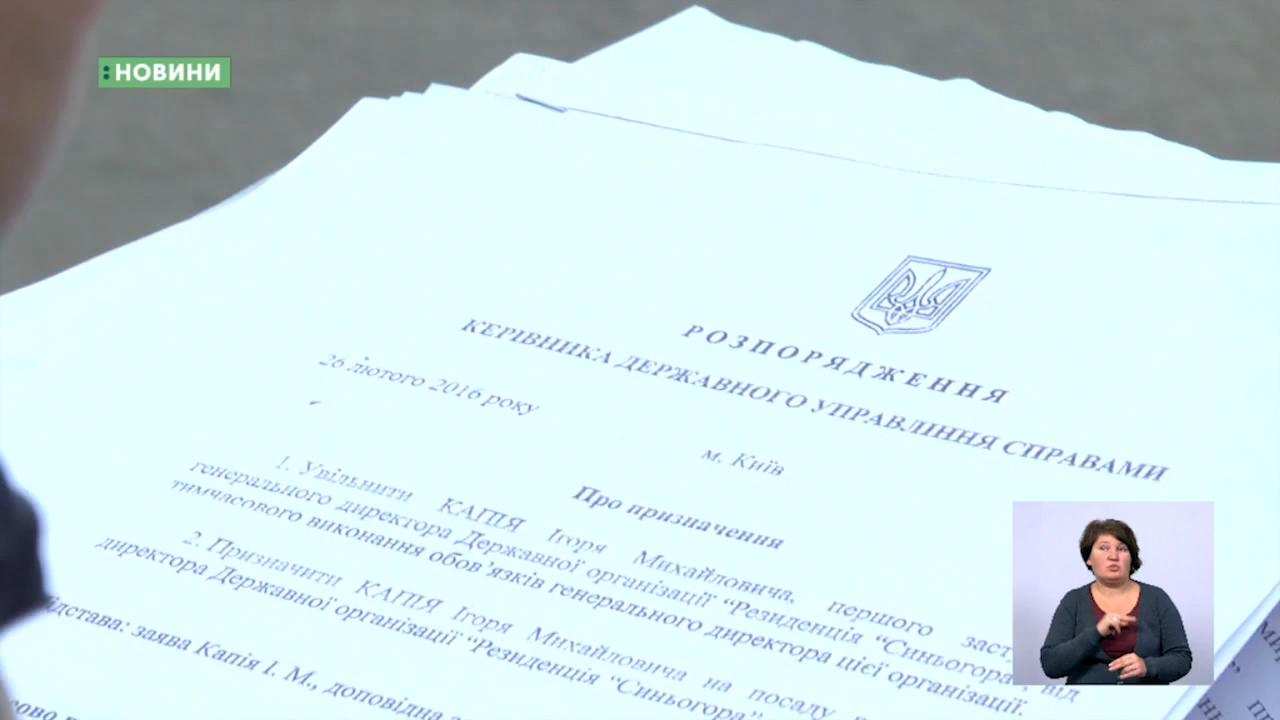 :НОВИНИ
РОЗПОРЯДЖЕННЯ
КЕРІВНИКА ДЕРЖАВНОГО УПРАВЛІННЯ СПРАВАМИ
26 лютого 2016 року
м. Київ
Про призначення
1. Увільнити КАПІЯ Ігоря Михайловича, першого
генерального директора Державної організації “Резиденція “Синьогора”, від
тимчасового виконання обов’язків генерального директора цієї організації.
2. Призначити КАПІЯ Ігоря Михайловича на посаду
директора Державної організації “Резиденція “Синьогора”
заява Капія І. М., доповідна